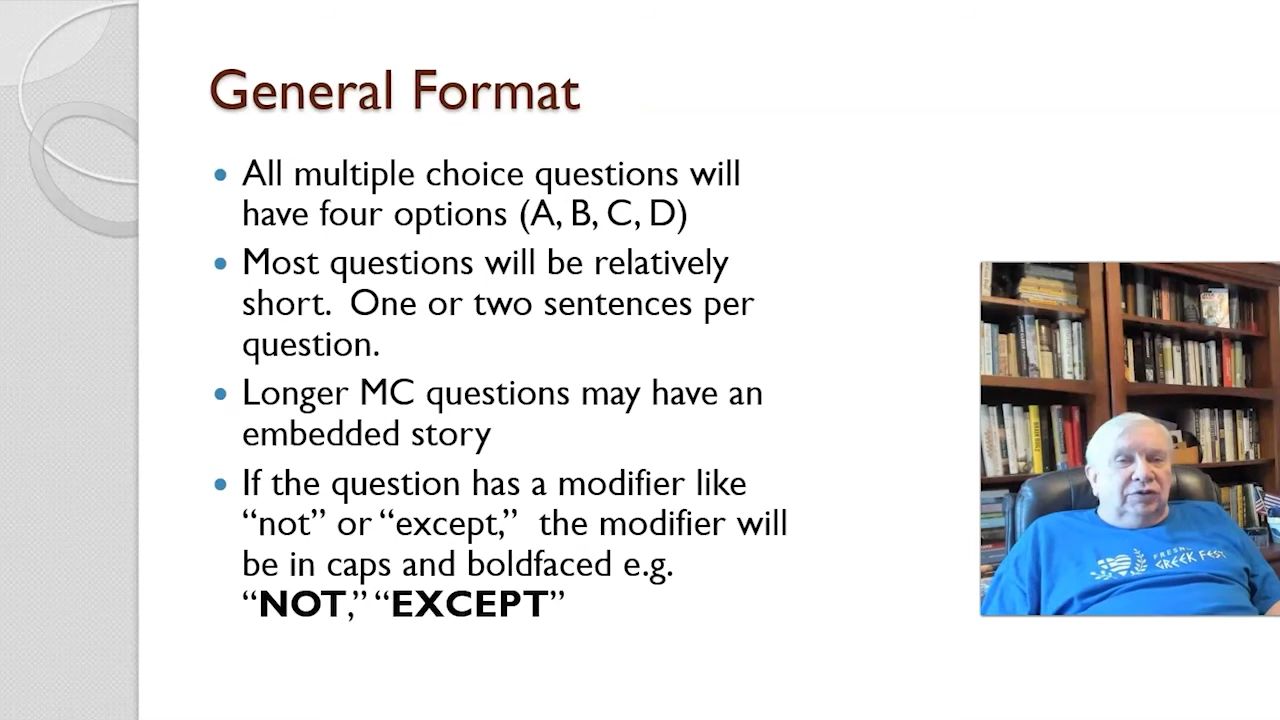 General Format
• All multiple choice questions will
have four options (A, B, C, D)
• Most questions will be relatively
short.  One or two sentences per
question.
• Longer MC questions may have an
embedded story
• If the question has a modifier like
“not” or “except,”  the modifier will
be in caps and boldfaced e.g.
“NOT,” “EXCEPT”
GREEK FEST